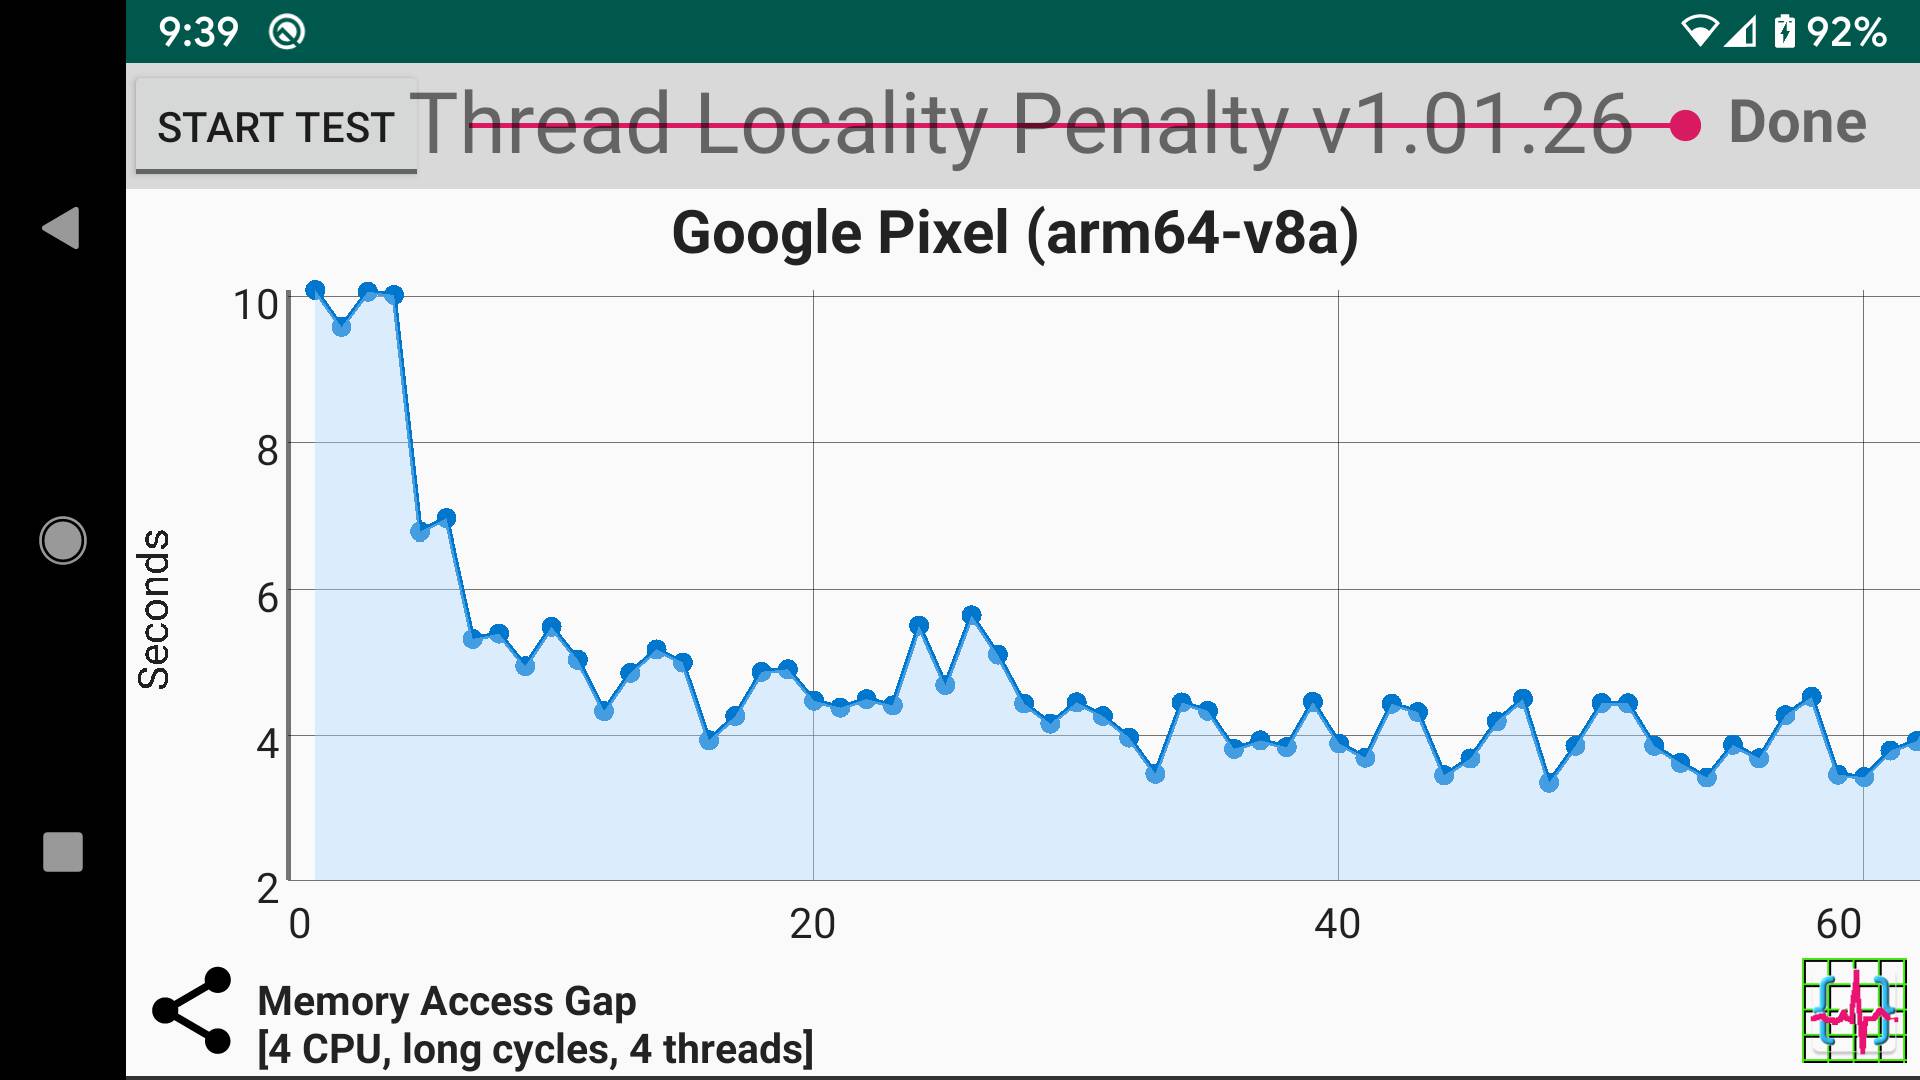 9:39
92%
START TEST
Thread Locality Penalty v1.01.26
Done
Google Pixel (arm64-v8a)
10
8
6
4
2
Seconds
0 20 40 60
Memory Access Gap
[4 CPU, long cycles, 4 threads]